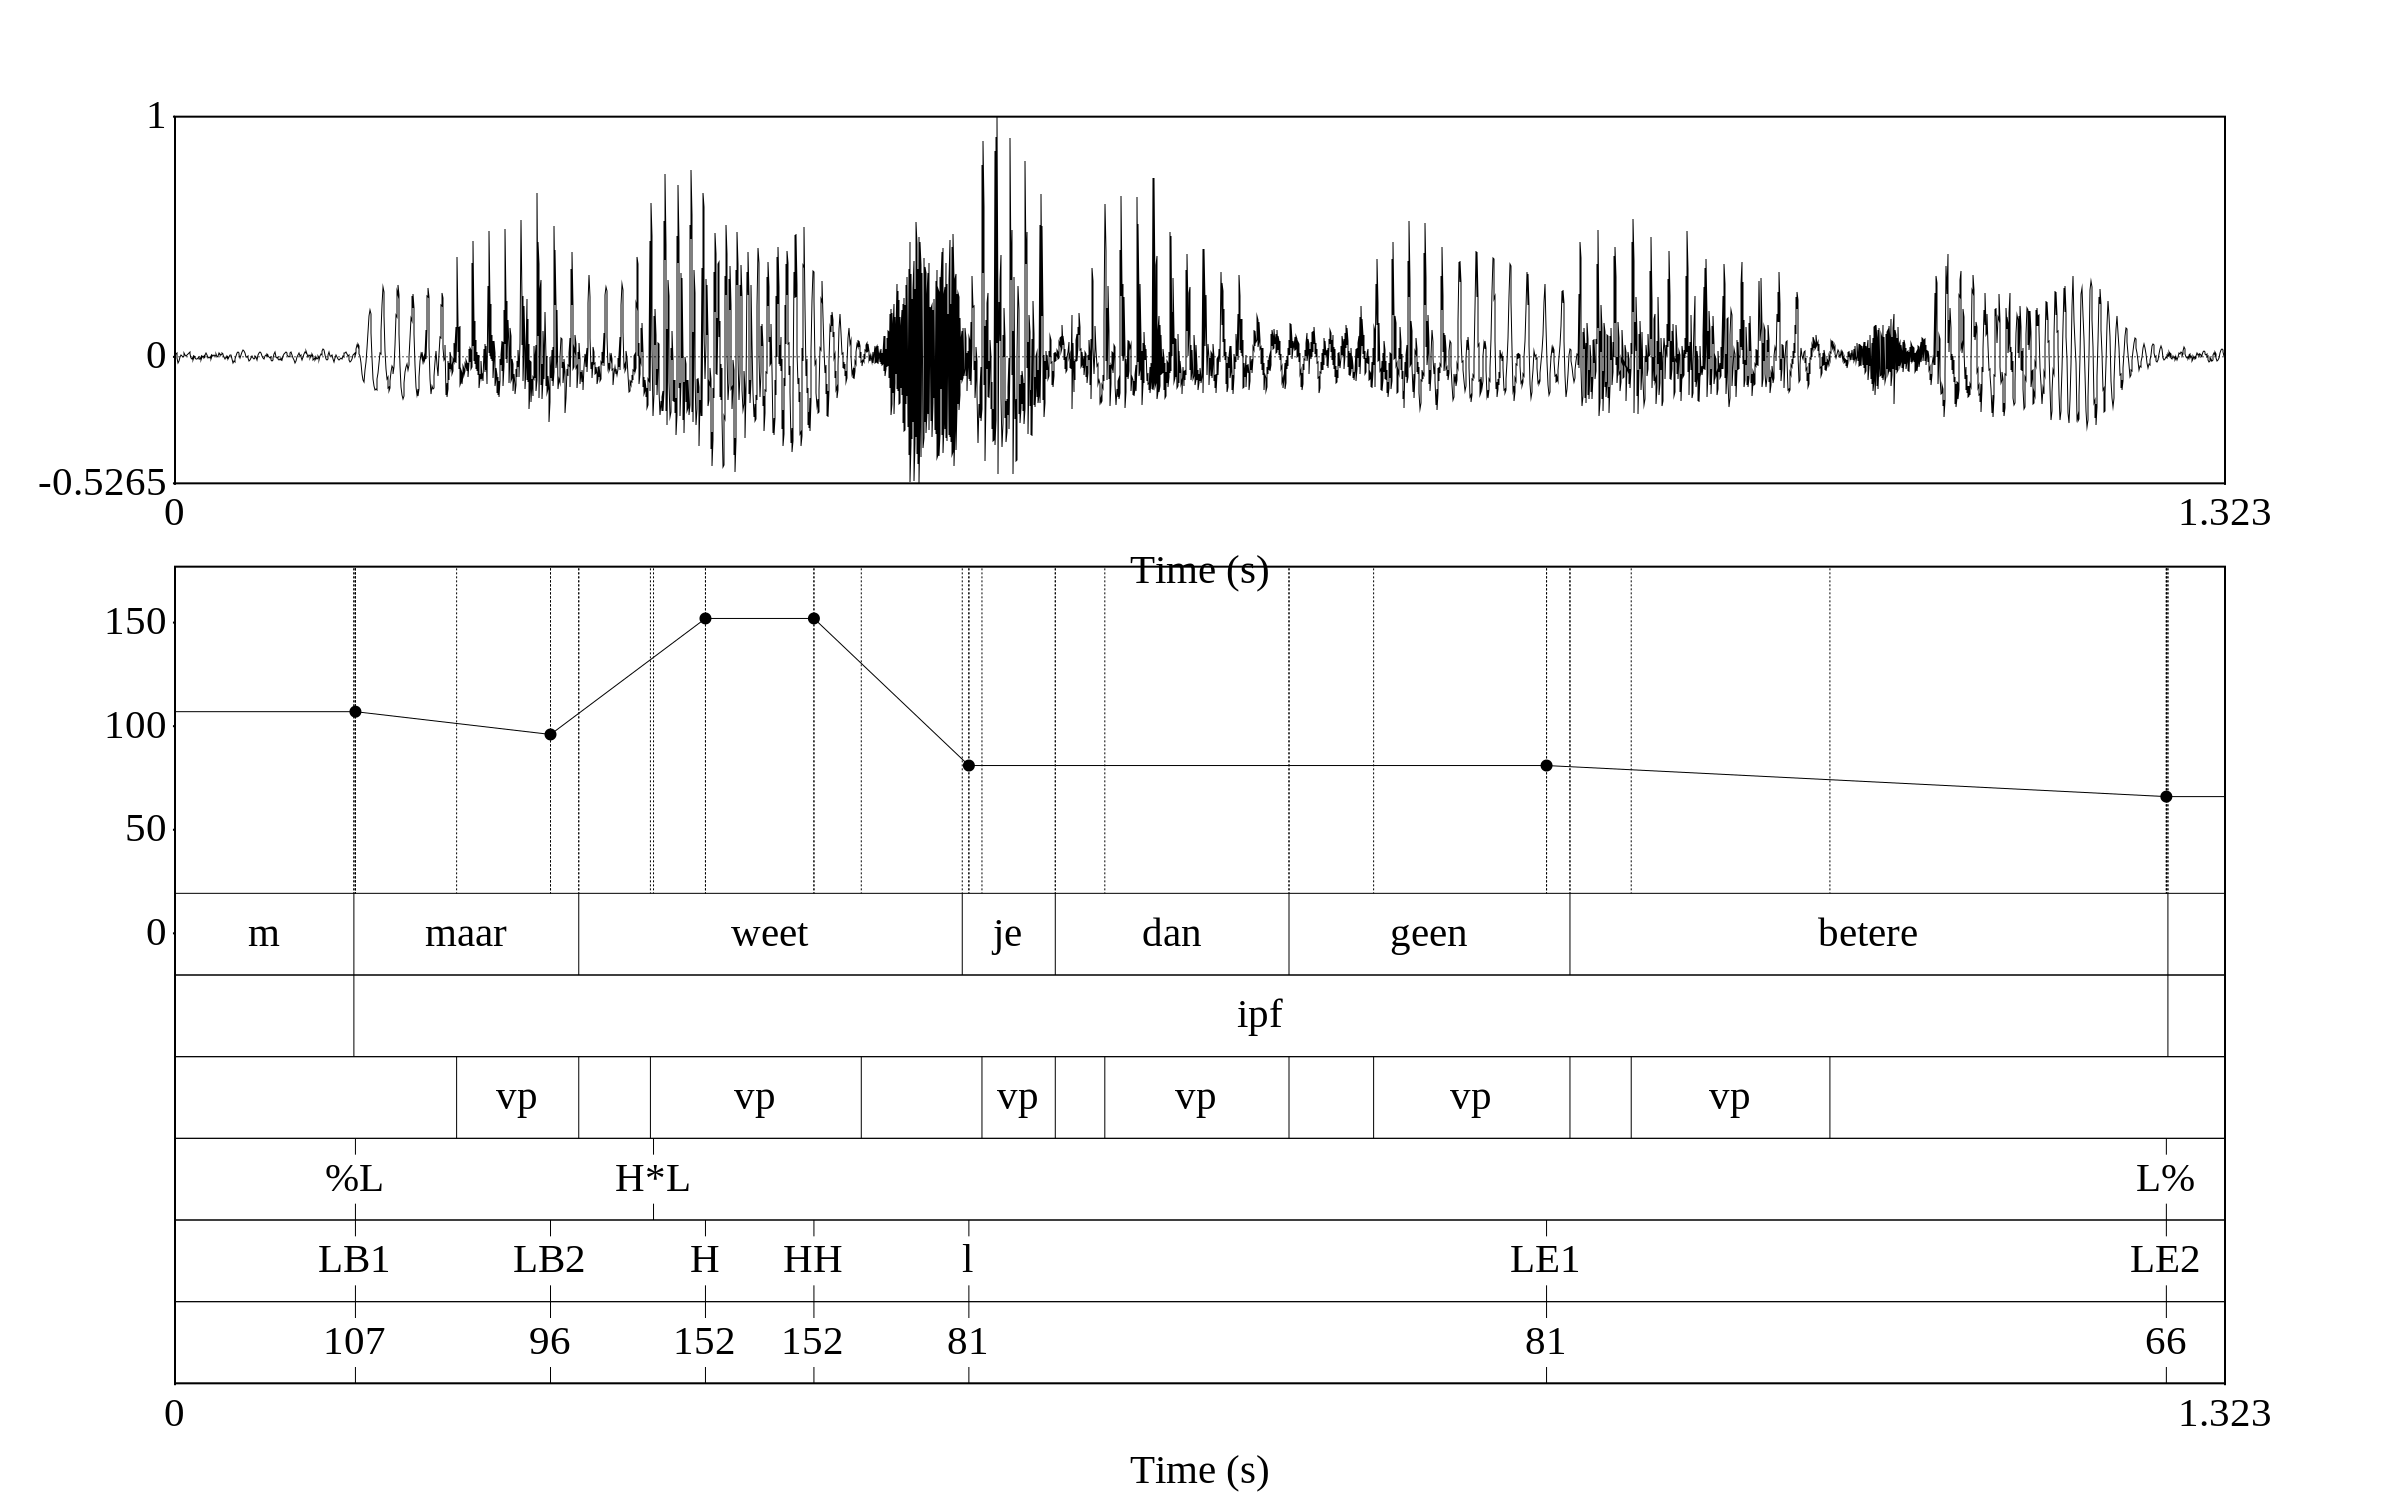 1
0
-0.5265
0 1.323
Time (s)
150
100
50
0
m maar weet je dan geen betere
ipf
vp vp vp vp vp vp
%L H*L L%
LB1 LB2 H HH l LE1 LE2
107 96 152 152 81 81 66
0 1.323
Time (s)